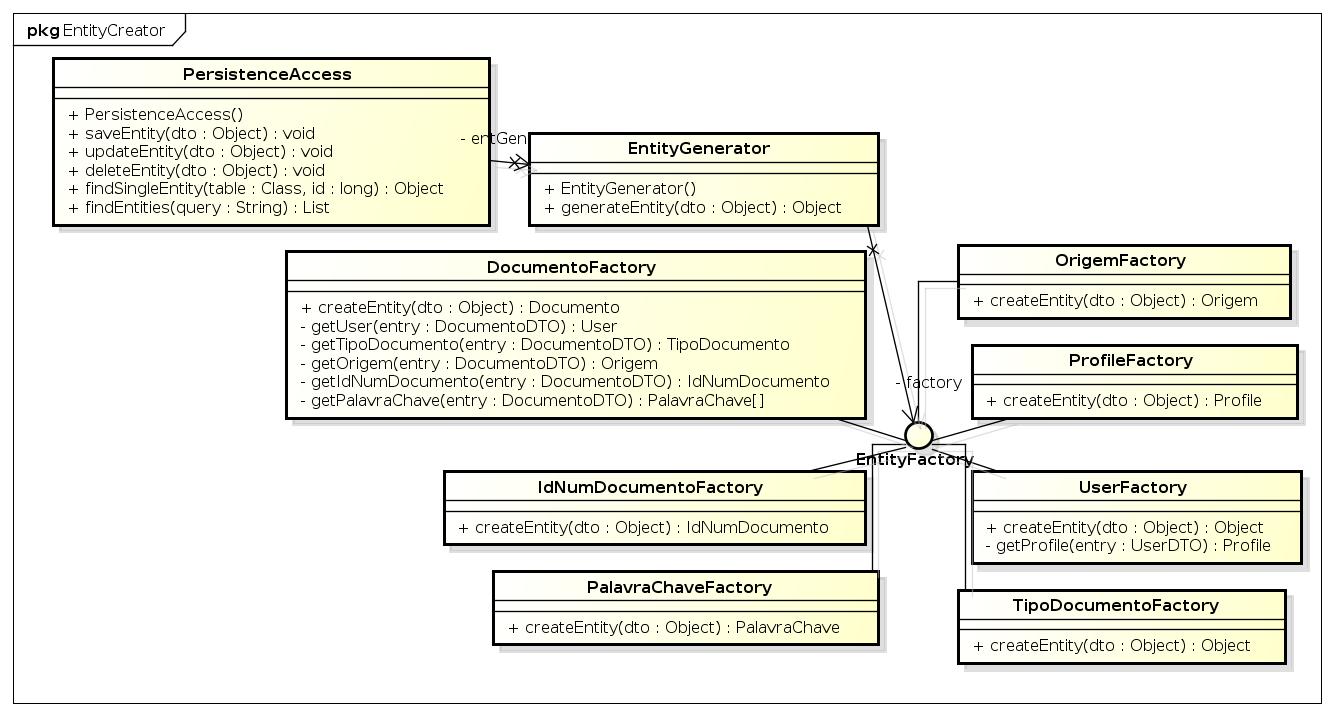 pkg EntityCreator
PersistenceAccess
+ PersistenceAccess()
+ saveEntity(dto : Object) : void
+ updateEntity(dto : Object) : void
+ deleteEntity(dto : Object) : void
+ findSingleEntity(table : Class, id : long) : Object
+ findEntities(query : String) : List
- entGen
EntityGenerator
+ EntityGenerator()
+ generateEntity(dto : Object) : Object
DocumentoFactory
+ createEntity(dto : Object) : Documento
- getUser(entry : DocumentoDTO) : User
- getTipoDocumento(entry : DocumentoDTO) : TipoDocumento
- getOrigem(entry : DocumentoDTO) : Origem
- getIdNumDocumento(entry : DocumentoDTO) : IdNumDocumento
- getPalavraChave(entry : DocumentoDTO) : PalavraChave[]
OrigemFactory
+ createEntity(dto : Object) : Origem
ProfileFactory
+ createEntity(dto : Object) : Profile
- factory
EntityFactory
IdNumDocumentoFactory
+ createEntity(dto : Object) : IdNumDocumento
UserFactory
+ createEntity(dto : Object) : Object
- getProfile(entry : UserDTO) : Profile
PalavraChaveFactory
+ createEntity(dto : Object) : PalavraChave
TipoDocumentoFactory
+ createEntity(dto : Object) : Object